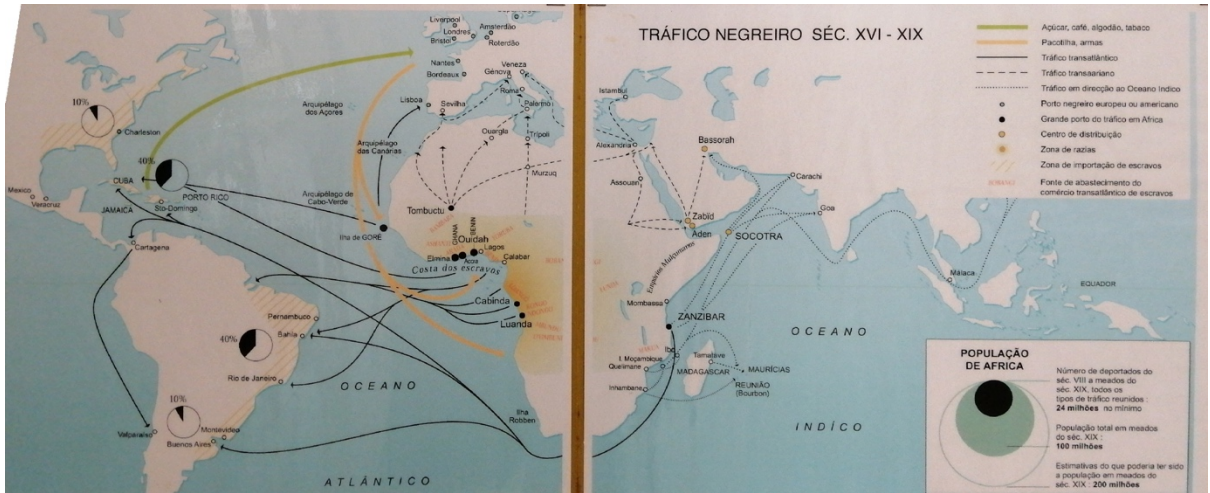 TRÁFICO NEGREIRO SÉC. XVI - XIX
Açúcar, café, algodão, tabaco
Pacotilha, armas
Tráfico transatlântico
Tráfico transaariano
Tráfico em direcção ao Oceano Indico
Porto negreiro europeu ou americano
Grande porto do tráfico em Africa
Centro de distribuição
Zona de razias
Zona de importação de escravos
Fonte de abastecimento do
comércio transatlântico de escravos
Liverpool
Londres
Bristol
Amsterdão
Roterdão
Nantes
Bordeaux
Veneza
Génova
Roma
Lisboa
Sevilha
Palermo
Istambul
Arquipélago
dos Açores
Arquipélago
das Canárias
Ouargla
Tripoli
Alexandria
Bassorah
10%
Charleston
Murzuq
Assouan
Carachi
40%
CUBA
PORTO RICO
Mexico
Veracruz
JAMAICA
Sto-Domingo
Arquipélago de
Cabo-Verde
Tombuctu
Zabïd
Aden
Goa
SOCOTRA
Cartagena
Ilha de GORÉ
GHANA
BENIN
Ouidah
Elmina
Lagos
Calabar
Costa dos escravos
Impérios Muçulmanos
Malaca
EQUADOR
Cabinda
Luanda
Mombassa
ZANZIBAR
Pernambuco
Bahia
40%
Rio de Janeiro
OCEANO
OCEANO
Ibo
I. Moçambique
Quelimane
Tamatave
MADAGASCAR
MAURÍCIAS
REUNIÃO
(Bourbon)
Inhambane
10%
Valparaíso
Montevideo
Buenos Aires
Ilha
Robben
INDÍCO
ATLÂNTICO
POPULAÇÃO
DE AFRICA
Número de deportados do
séc. VIII a meados do
séc. XIX, todos os
tipos de tráfico reunidos :
24 milhões no mínimo
População total em meados
do séc. XIX :
100 milhões
Estimativas do que poderia ter sido
a população em meados do
séc. XIX : 200 milhões